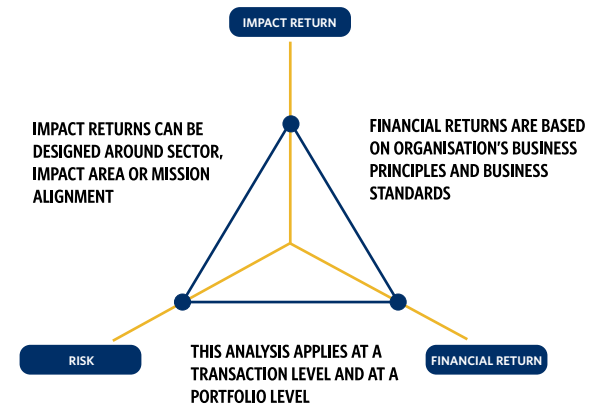 IMPACT RETURN
IMPACT RETURNS CAN BE
DESIGNED AROUND SECTOR,
IMPACT AREA OR MISSION
ALIGNMENT
FINANCIAL RETURNS ARE BASED
ON ORGANISATION'S BUSINESS
PRINCIPLES AND BUSINESS
STANDARDS
RISK
THIS ANALYSIS APPLIES AT A
TRANSACTION LEVEL AND AT A
PORTFOLIO LEVEL
FINANCIAL RETURN